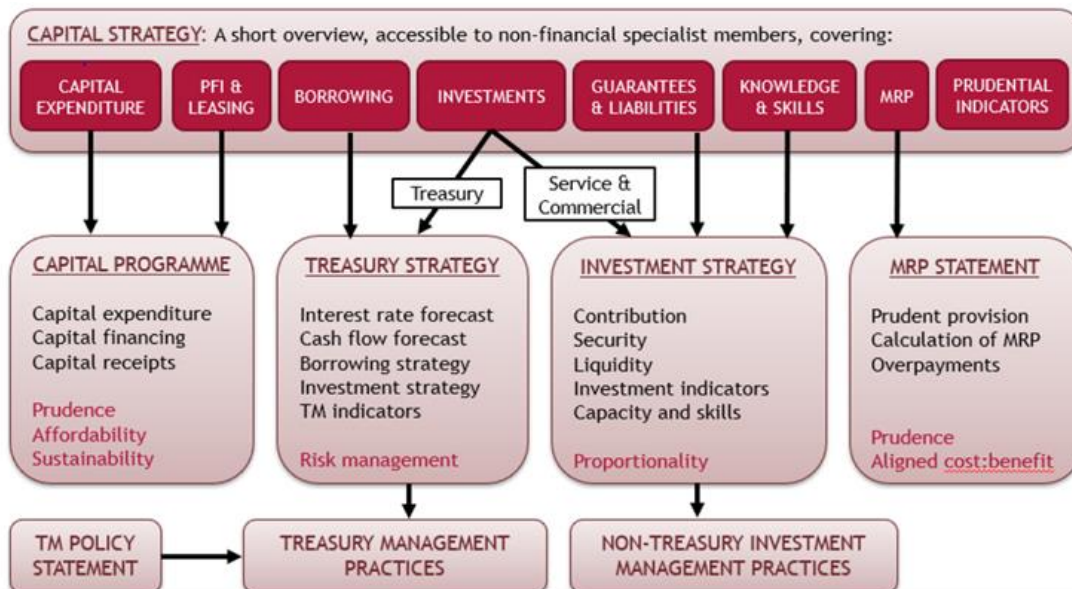 CAPITAL STRATEGY: A short overview, accessible to non-financial specialist members, covering:
CAPITAL
EXPENDITURE
PFI &
LEASING
BORROWING
INVESTMENTS
GUARANTEES
& LIABILITIES
KNOWLEDGE
& SKILLS
MRP
PRUDENTIAL
INDICATORS
Treasury
Service &
Commercial
CAPITAL PROGRAMME
Capital expenditure
Capital financing
Capital receipts
Prudence
Affordability
Sustainability
TREASURY STRATEGY
Interest rate forecast
Cash flow forecast
Borrowing strategy
Investment strategy
TM indicators
Risk management
INVESTMENT STRATEGY
Contribution
Security
Liquidity
Investment indicators
Capacity and skills
Proportionality
MRP STATEMENT
Prudent provision
Calculation of MRP
Overpayments
Prudence
Aligned cost:benefit
TM POLICY
STATEMENT
TREASURY MANAGEMENT
PRACTICES
NON-TREASURY INVESTMENT
MANAGEMENT PRACTICES